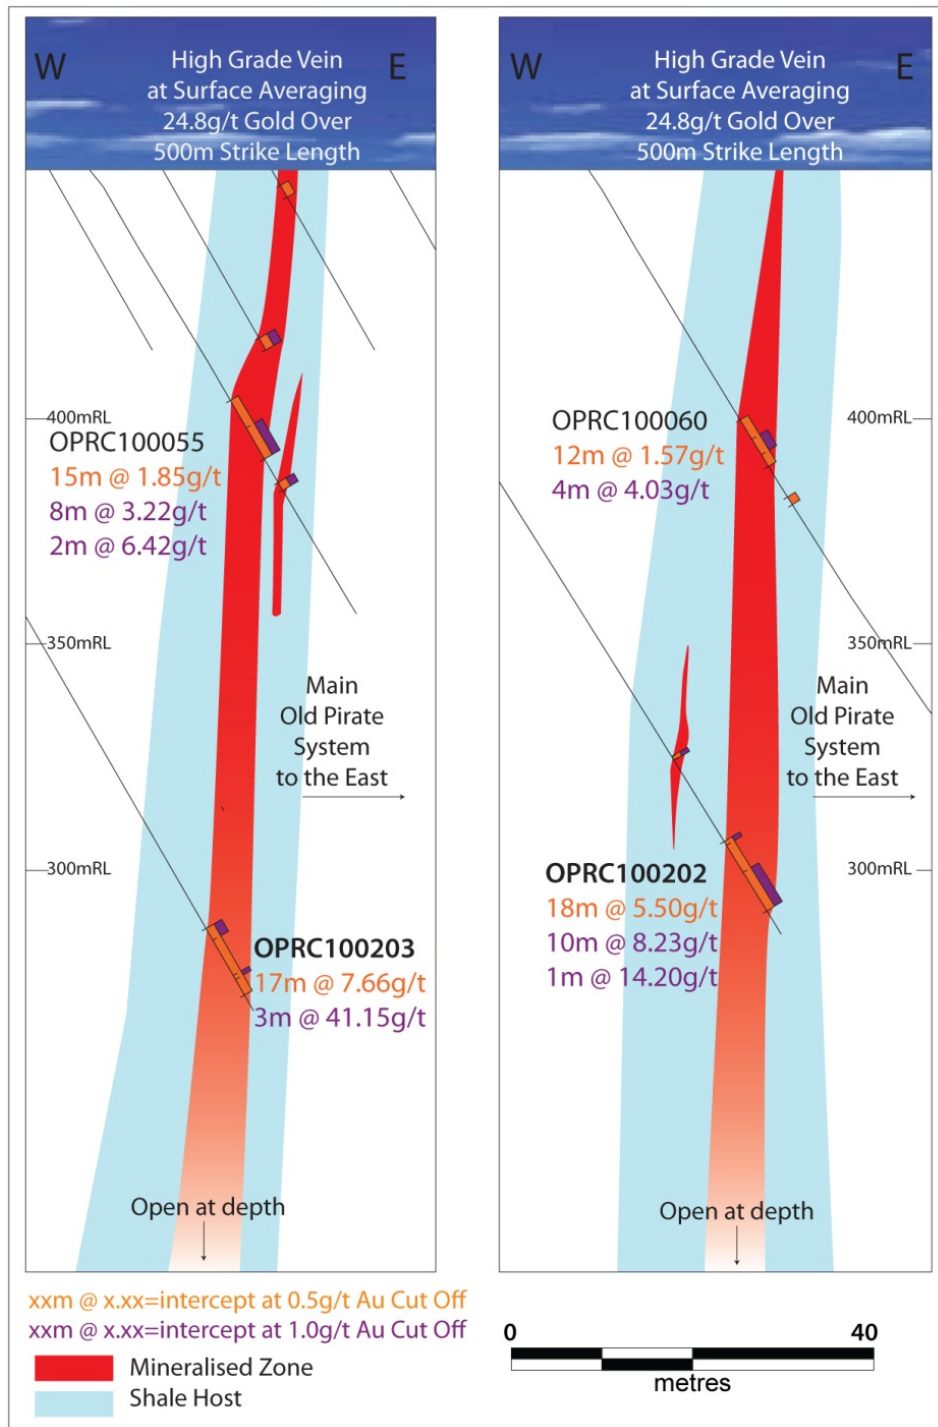 W
High Grade Vein
at Surface Averaging
24.8g/t Gold Over
500m Strike Length
E
400mRL
OPRC100055
15m @ 1.85g/t
8m @ 3.22g/t
2m @ 6.42g/t
350mRL
Main
Old Pirate
System
to the East
300mRL
OPRC100203
17m @ 7.66g/t
3m @ 41.15g/t
Open at depth
W
High Grade Vein
at Surface Averaging
24.8g/t Gold Over
500m Strike Length
E
OPRC100060
400mRL
12m @ 1.57g/t
4m @ 4.03g/t
350mRL
Main
Old Pirate
System
to the East
300mRL
OPRC100202
18m @ 5.50g/t
10m @ 8.23g/t
1m @ 14.20g/t
Open at depth
xxm @ x.xx=intercept at 0.5g/t Au Cut Off
xxm @ x.xx=intercept at 1.0g/t Au Cut Off
Mineralised Zone
Shale Host
0 40
metres